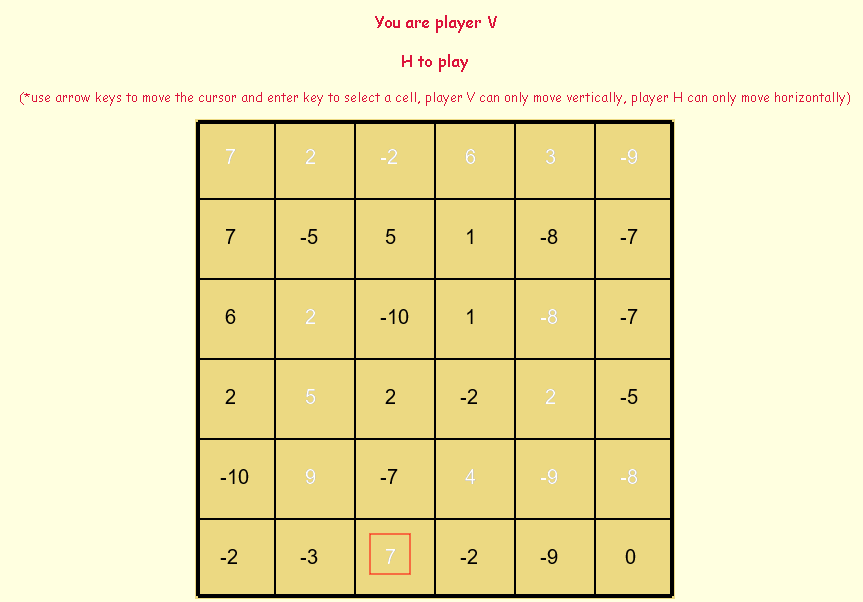 You are player V
H to play
(*use arrow keys to move the cursor and enter key to select a cell, player V can only move vertically, player H can only move horizontally)
7 2 -2 6 3 -9
7 -5 5 1 -8 -7
6 2 -10 1 -8 -7
2 5 2 -2 2 -5
-10 9 -7 4 -9 -8
-2 -3 7 -2 -9 0